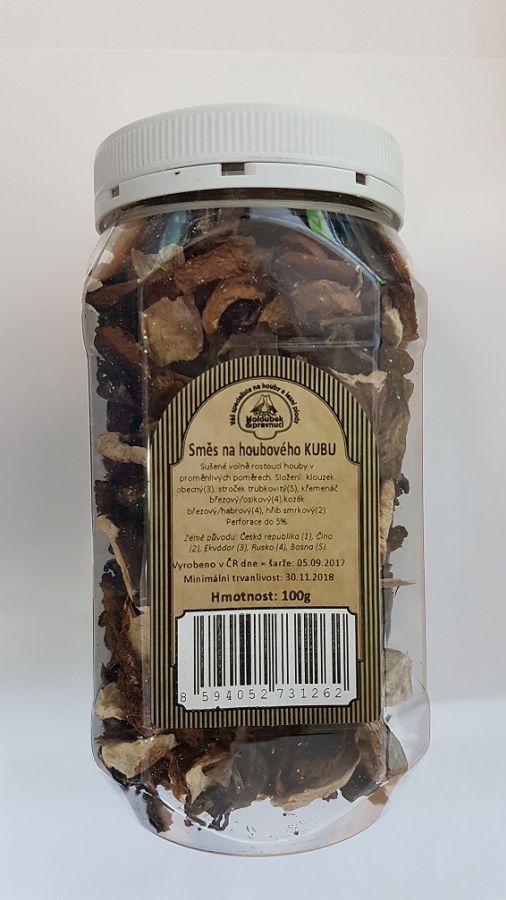 Váš specialista na houby a lesní plody
Holoubek
&pravnuci
Směs na houbového KUBU
Sušené volně rostoucí houby v
proměnlivých poměrech. Složení: klouzek
obecný(3), stroček trubkovitý(5), křemenáč
březový/osikový(4),kozák
březový/habrový(4), hřib smrkový(2)
Perforace do 5%.
Země původu: Česká republika (1), Čína
(2), Ekvádor (3), Rusko (4), Bosna (5).
Vyrobeno v ČR dne = šarže: 05.09.2017
Minimální trvanlivost: 30.11.2018
Hmotnost: 100g
8 594052 731262